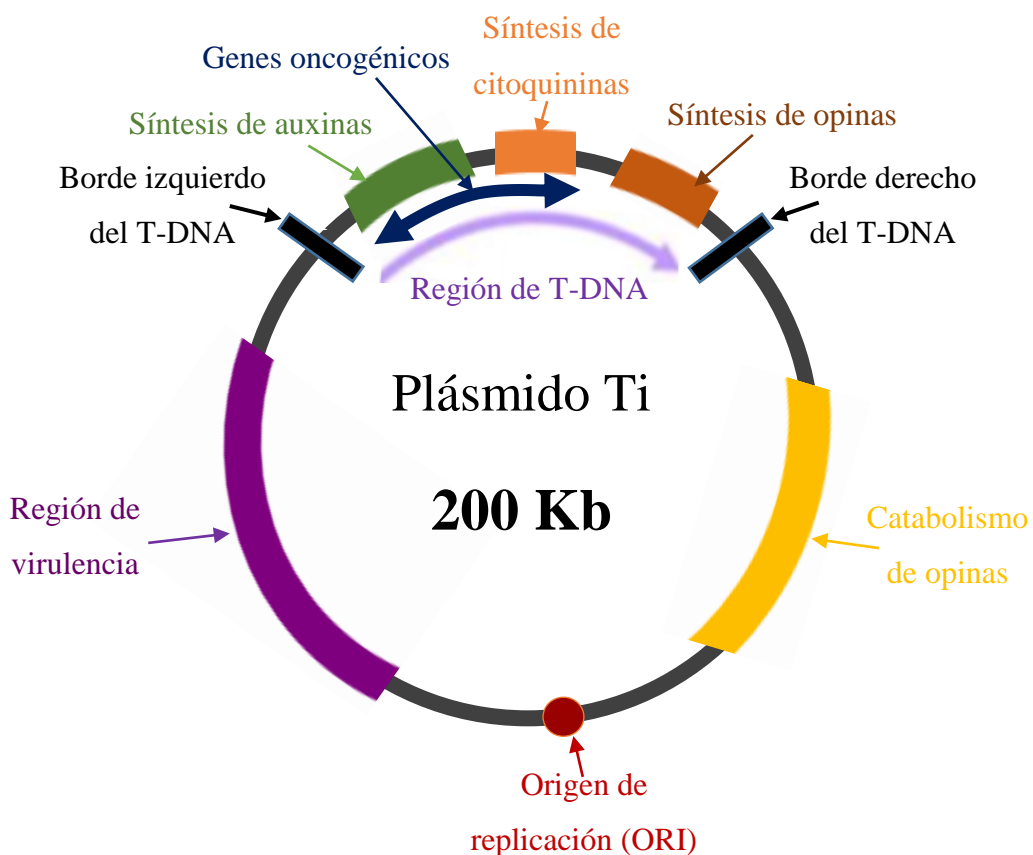 Síntesis de
citoquininas
Genes oncogénicos
Síntesis de auxinas
Síntesis de opinas
Borde izquierdo
del T-DNA
Borde derecho
del T-DNA
Región de T-DNA
Plásmido Ti
200 Kb
Región de
virulencia
Catabolismo
de opinas
Origen de
replicación (ORI)